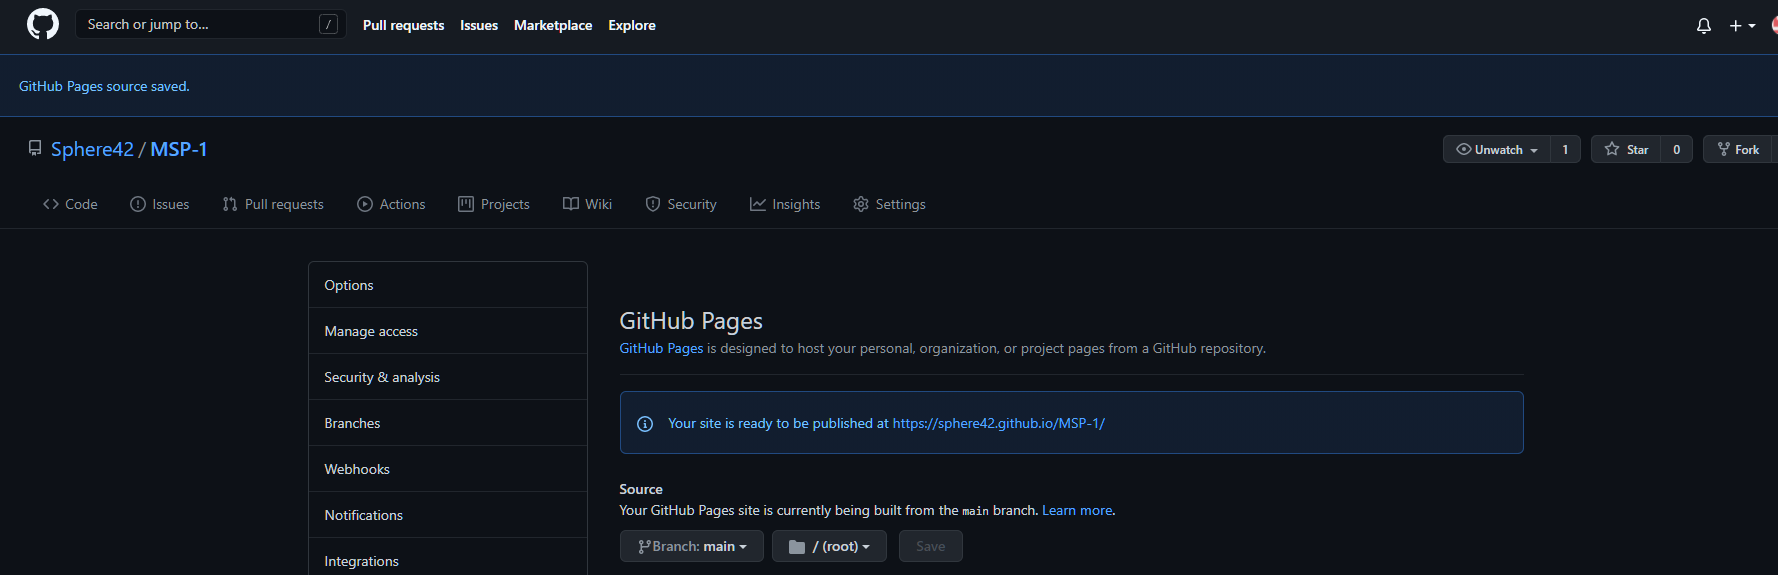 Search or jump to... /
Pull requests Issues Marketplace Explore
GitHub Pages source saved.
Sphere42 / MSP-1
Unwatch 1 Star 0 Fork
Code Issues Pull requests Actions Projects Wiki Security Insights Settings
Options
Manage access
Security & analysis
Branches
Webhooks
Notifications
Integrations
GitHub Pages
GitHub Pages is designed to host your personal, organization, or project pages from a GitHub repository.
Your site is ready to be published at https://sphere42.github.io/MSP-1/
Source
Your GitHub Pages site is currently being built from the main branch. Learn more.
Branch: main / (root) Save